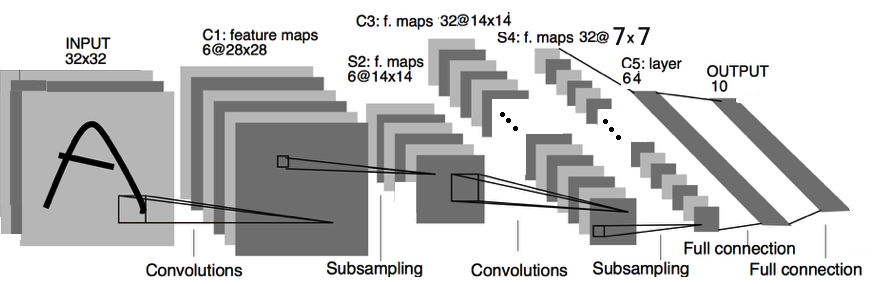 INPUT
32x32
C1: feature maps
6@28x28
S2: f. maps
6@14x14
C3: f. maps 32@14x14
S4: f. maps 32@ 7x7
C5: layer
64
OUTPUT
10
A
Convolutions
Subsampling
Convolutions
Subsampling
Full connection
Full connection